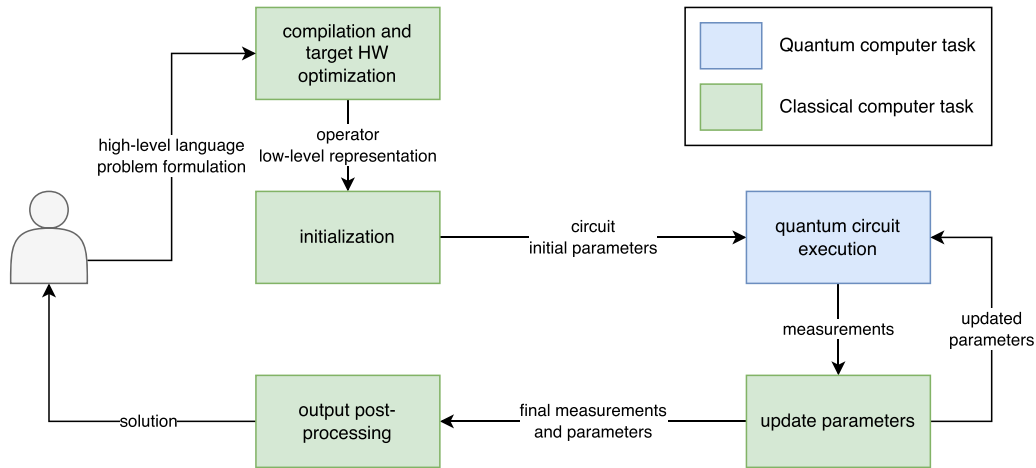 compilation and
target HW
optimization
Quantum computer task
Classical computer task
high-level language
problem formulation
operator
low-level representation
initialization
circuit
initial parameters
quantum circuit
execution
measurements
updated
parameters
update parameters
final measurements
and parameters
output post-
processing
solution